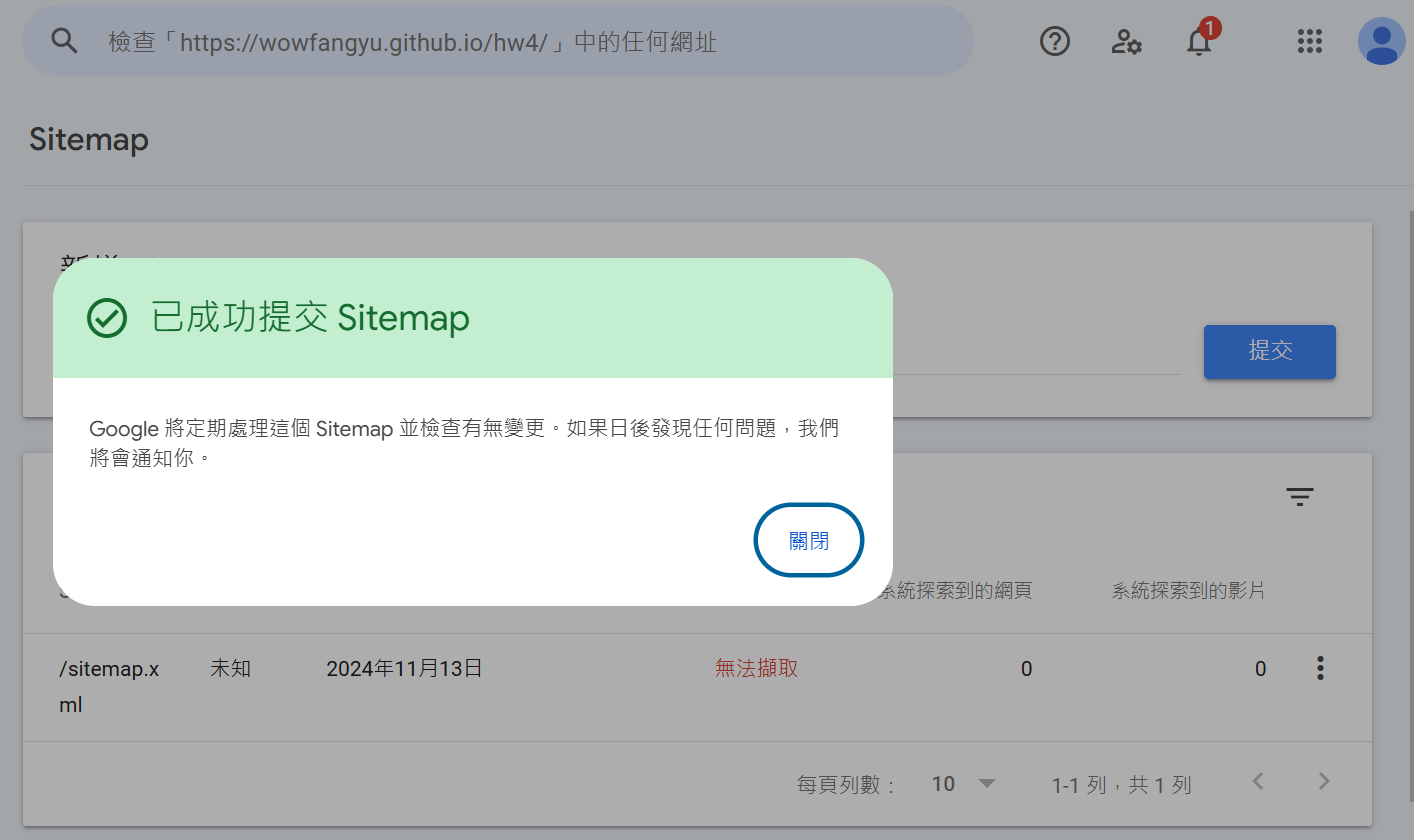 檢查「https://wowfangyu.github.io/hw4/」中的任何網址
1
Sitemap
已成功提交 Sitemap
提交
Google 將定期處理這個 Sitemap 並檢查有無變更。如果日後發現任何問題，我們
將會通知你。
關閉
系統探索到的網頁 系統探索到的影片
/sitemap.x 未知 2024年11月13日 無法擷取 0 0
ml
每頁列數： 10 1-1 列，共 1 列